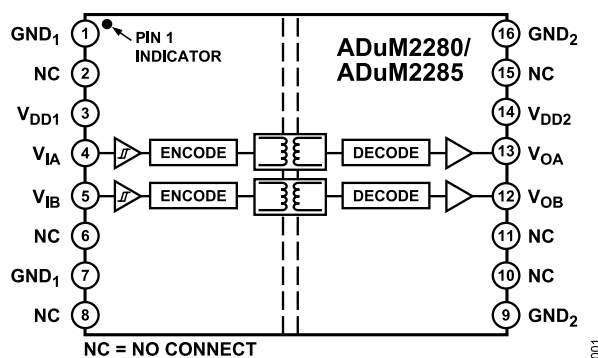 GND1 1 PIN 1 INDICATOR ADuM2280/ ADuM2285 16 GND2
NC 2 15 NC
VDD1 3 14 VDD2
VIA 4 ENCODE DECODE 13 VOA
VIB 5 ENCODE DECODE 12 VOB
NC 6 11 NC
GND1 7 10 NC
NC 8 9 GND2
NC = NO CONNECT
001